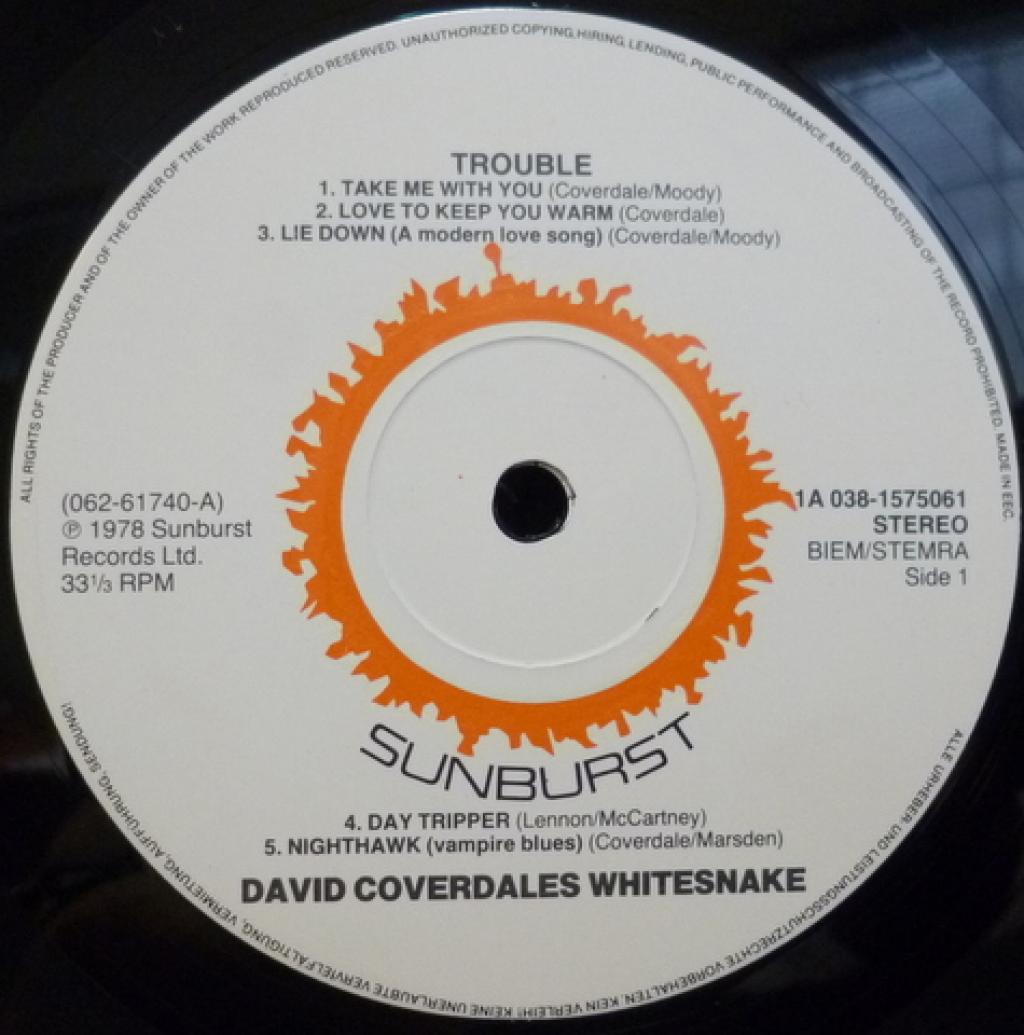 ALL RIGHTS OF THE PRODUCER AND OF THE OWNER OF THE WORK REPRODUCED RESERVED. UNAUTHORIZED COPYING, HIRING, LENDING, PUBLIC PERFORMANCE AND BROADCASTING OF THE RECORD PROHIBITED. MADE IN EEC.
TROUBLE
1. TAKE ME WITH YOU (Coverdale/Moody)
2. LOVE TO KEEP YOU WARM (Coverdale)
3. LIE DOWN (A modern love song) (Coverdale/Moody)
(062-61740-A)
℗ 1978 Sunburst
Records Ltd.
33⅓ RPM
1A 038-1575061
STEREO
BIEM/STEMRA
Side 1
SUNBURST
4. DAY TRIPPER (Lennon/McCartney)
5. NIGHTHAWK (vampire blues) (Coverdale/Marsden)
DAVID COVERDALES WHITESNAKE
ALLE URHEBER- UND LEISTUNGSSCHUTZRECHTE VORBEHALTEN. KEIN VERLEIH! KEINE UNERLAUBTE VERVIELFÄLTIGUNG, VERMIETUNG, AUFFÜHRUNG, SENDUNG!